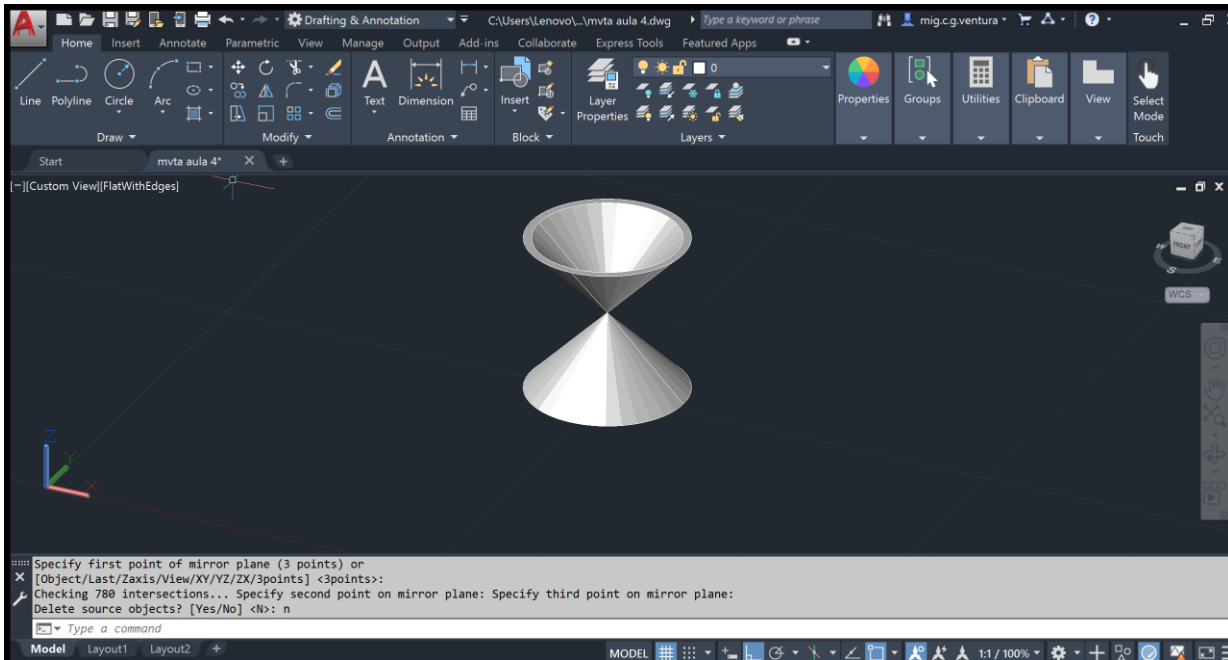 Drafting & Annotation
C:\Users\Lenovo\...\mvta aula 4.dwg
Type a keyword or phrase
mig.c.g.ventura
Home Insert Annotate Parametric View Manage Output Add-ins Collaborate Express Tools Featured Apps
0
Line Polyline Circle Arc
Text Dimension
Insert
Layer
Properties
Properties Groups Utilities Clipboard View Select
Mode
Draw Modify Annotation Block Layers Touch
Start mvta aula 4* X +
[−][Custom View][FlatWithEdges]
TOP
FRONT
W
S
E
WCS
Z
Y
X
Specify first point of mirror plane (3 points) or
[Object/Last/Zaxis/View/XY/YZ/ZX/3points] <3points>:
Checking 780 intersections... Specify second point on mirror plane: Specify third point on mirror plane:
Delete source objects? [Yes/No] <N>: n
Type a command
Model Layout1 Layout2 + MODEL 1:1 / 100%